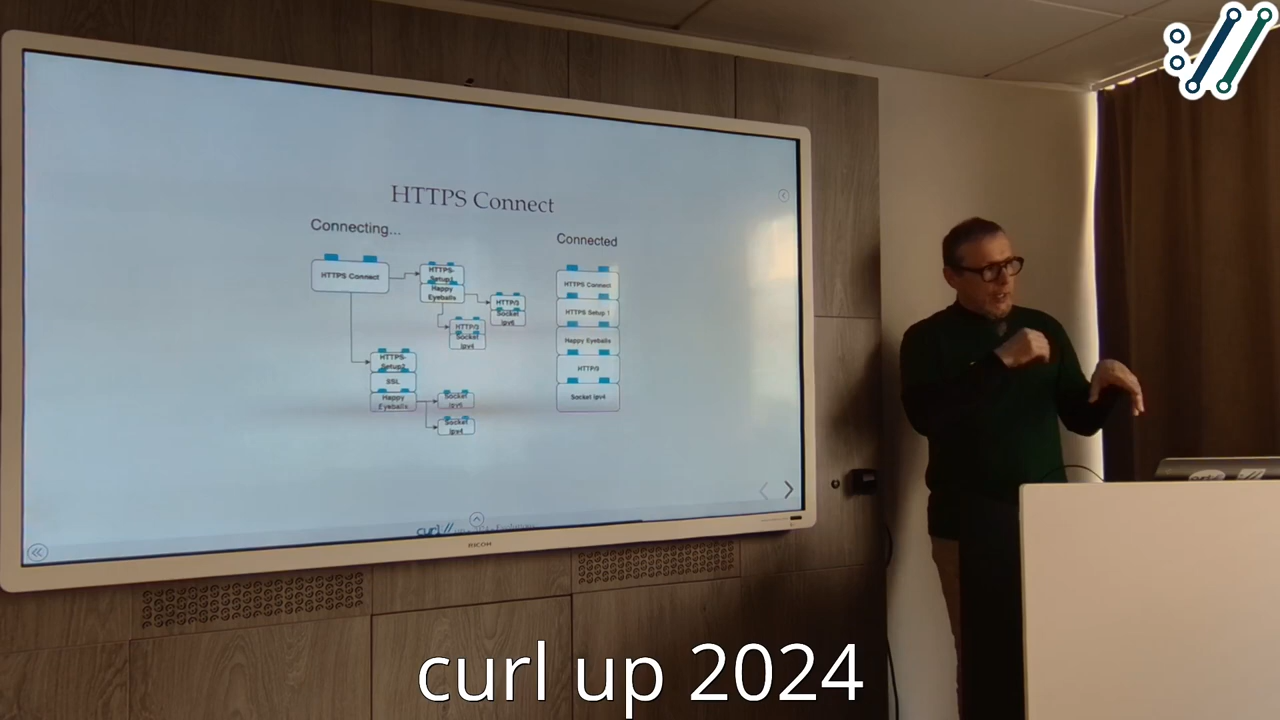 HTTPS Connect
Connecting...
Connected
HTTPS Connect
HTTPS-
Setup1
Happy
Eyeballs
HTTP/3
Socket
ipv6
HTTP/3
Socket
ipv4
HTTPS-
Setup2
SSL
Happy
Eyeballs
Socket
ipv6
Socket
ipv4
HTTPS Connect
HTTPS Setup 1
Happy Eyeballs
HTTP/3
Socket ipv4
curl://
RICOH
curl up 2024